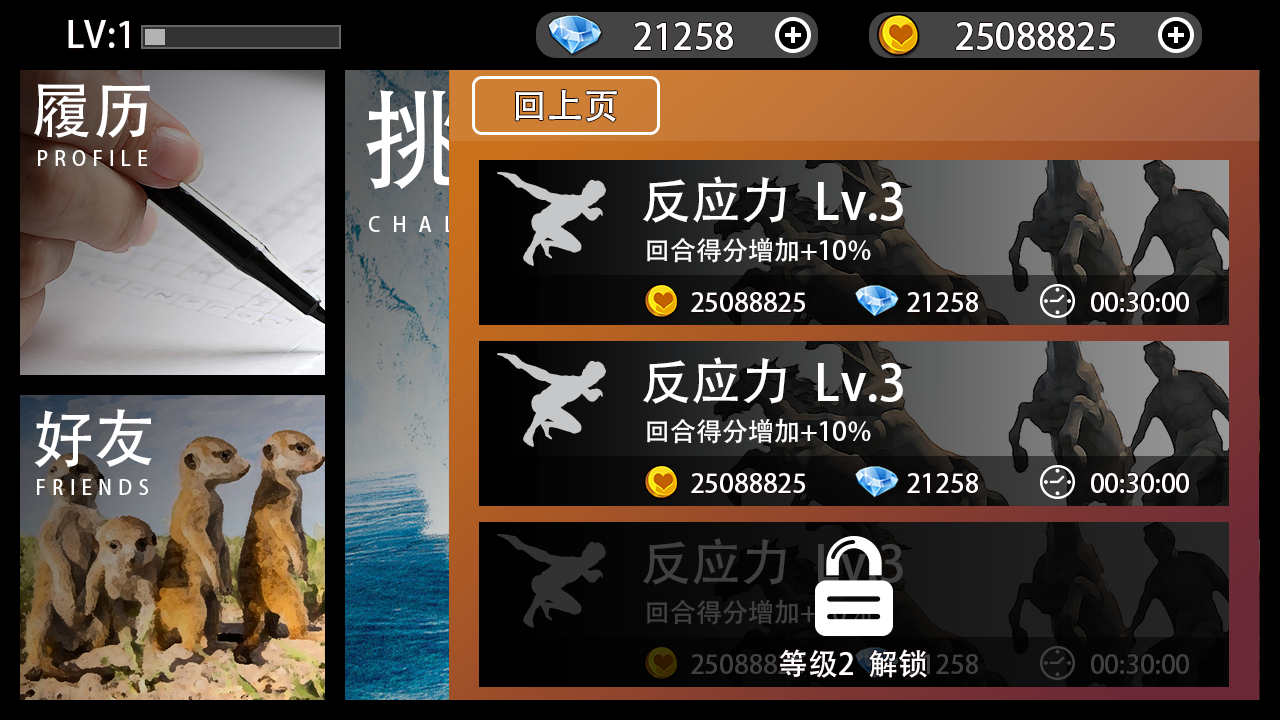 LV:1
21258
25088825
履历
PROFILE
挑
CHAL
回上页
反应力 Lv.3
回合得分增加+10%
25088825
21258
00:30:00
反应力 Lv.3
回合得分增加+10%
25088825
21258
00:30:00
好友
FRIENDS
反应力 Lv.3
回合得分增加+10%
等级2 解锁
00:30:00